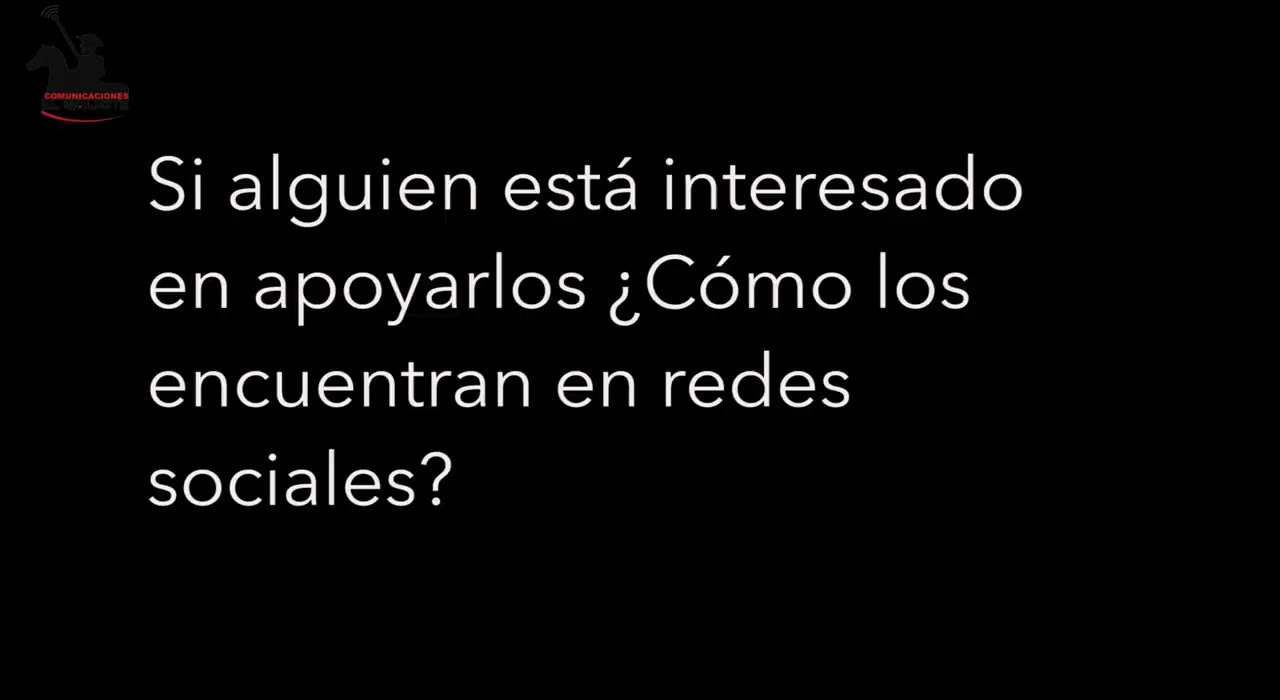 COMUNICACIONES
Si alguien está interesado
en apoyarlos ¿Cómo los
encuentran en redes
sociales?